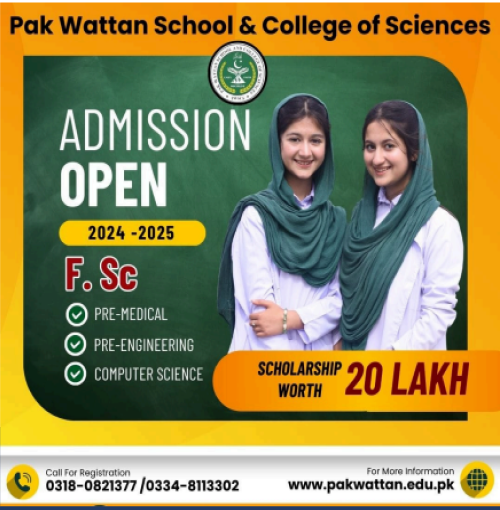 Pak Wattan School & College of Sciences
ADMISSION
OPEN
2024 -2025
F. Sc
PRE-MEDICAL
PRE-ENGINEERING
COMPUTER SCIENCE
SCHOLARSHIP
WORTH
20 LAKH
Call For Registration
0318-0821377 /0334-8113302
For More Information
www.pakwattan.edu.pk